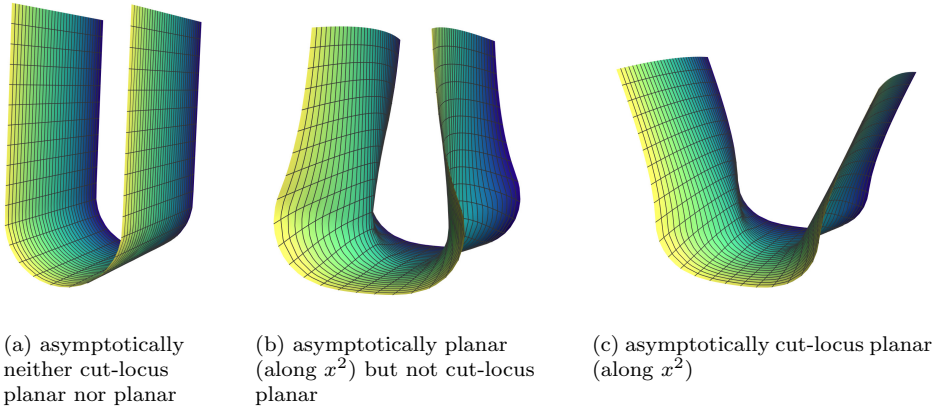 (a) asymptotically
neither cut-locus
planar nor planar
(b) asymptotically planar
(along x²) but not cut-locus
planar
(c) asymptotically cut-locus planar
(along x²)